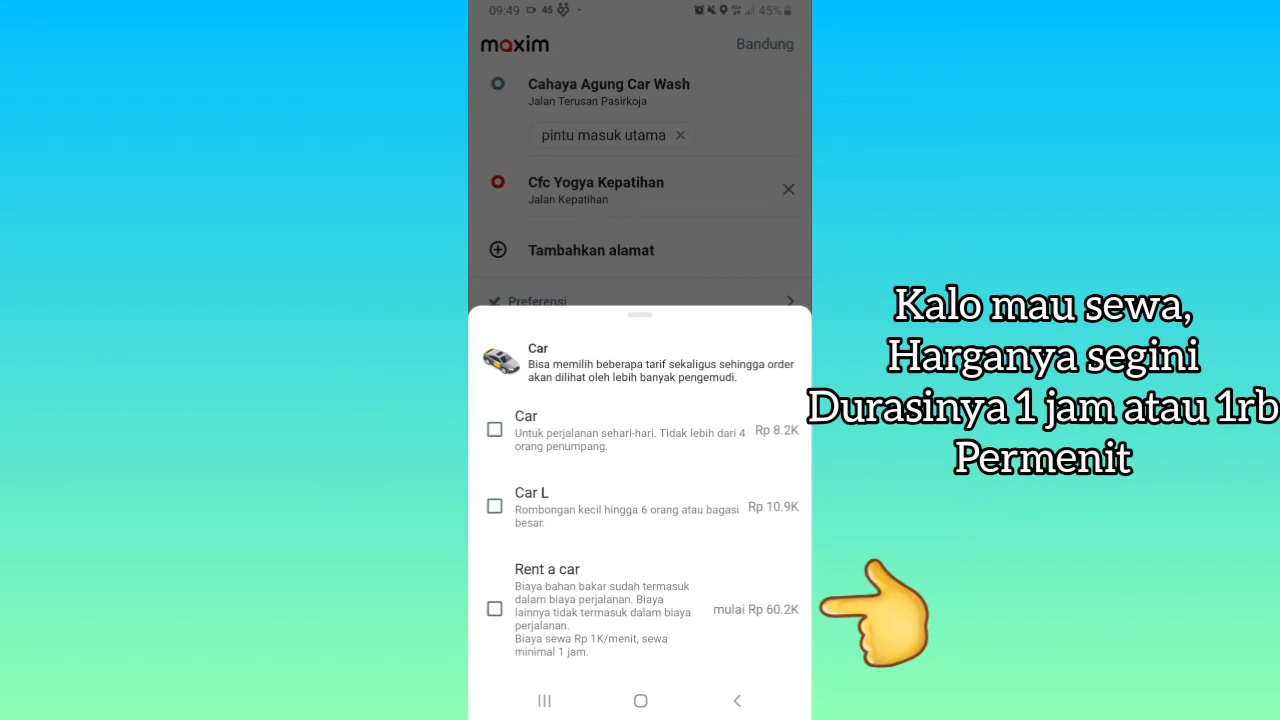 09:49 45
45%
maxim
Bandung
Cahaya Agung Car Wash
Jalan Terusan Pasirkoja
pintu masuk utama
Cfc Yogya Kepatihan
Jalan Kepatihan
Tambahkan alamat
Preferensi
Car
Bisa memilih beberapa tarif sekaligus sehingga order
akan dilihat oleh lebih banyak pengemudi.
Car
Untuk perjalanan sehari-hari. Tidak lebih dari 4
orang penumpang.
Rp 8.2K
Car L
Rombongan kecil hingga 6 orang atau bagasi
besar.
Rp 10.9K
Rent a car
Biaya bahan bakar sudah termasuk
dalam biaya perjalanan. Biaya
lainnya tidak termasuk dalam biaya
perjalanan.
Biaya sewa Rp 1K/menit, sewa
minimal 1 jam.
mulai Rp 60.2K
Kalo mau sewa,
Harganya segini
Durasinya 1 jam atau 1rb
Permenit